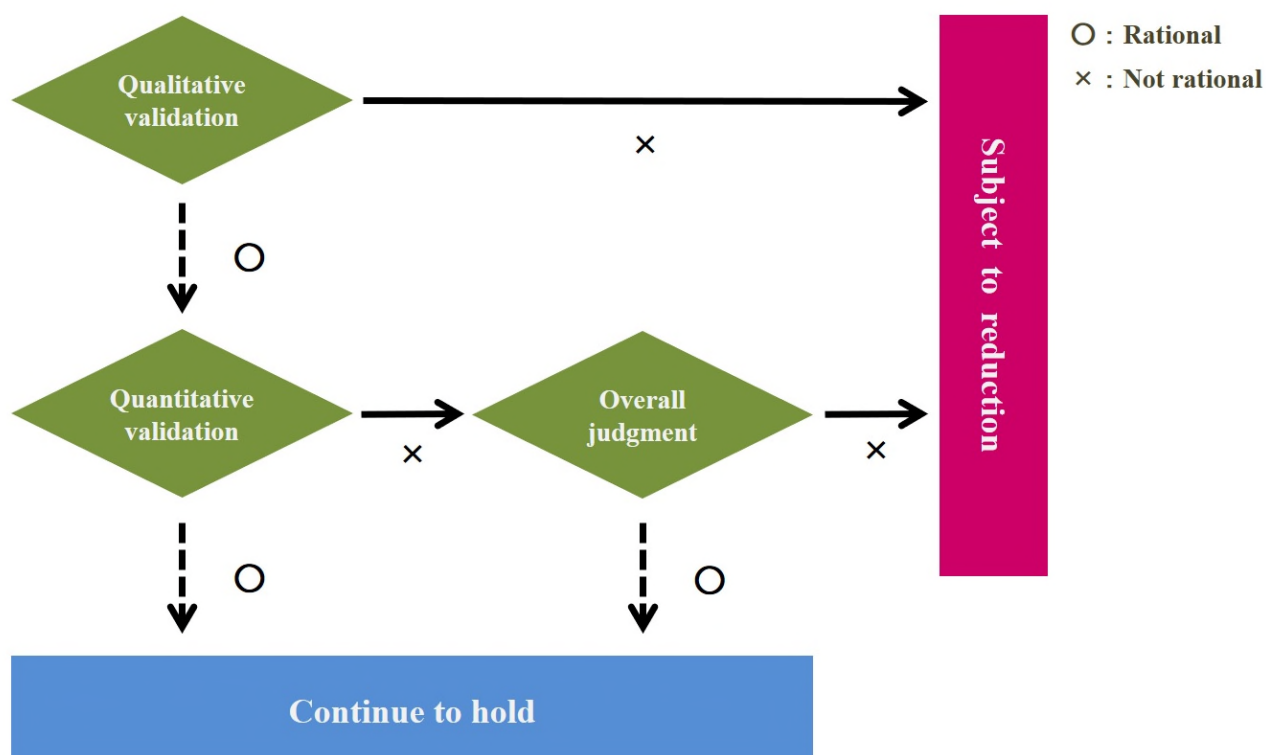 Qualitative
validation
○ : Rational
× : Not rational
×
Subject to reduction
○
Quantitative
validation
×
Overall
judgment
×
○
○
Continue to hold